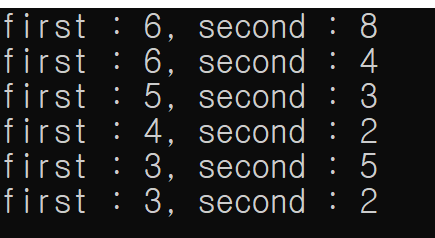 first : 6, second : 8
first : 6, second : 4
first : 5, second : 3
first : 4, second : 2
first : 3, second : 5
first : 3, second : 2